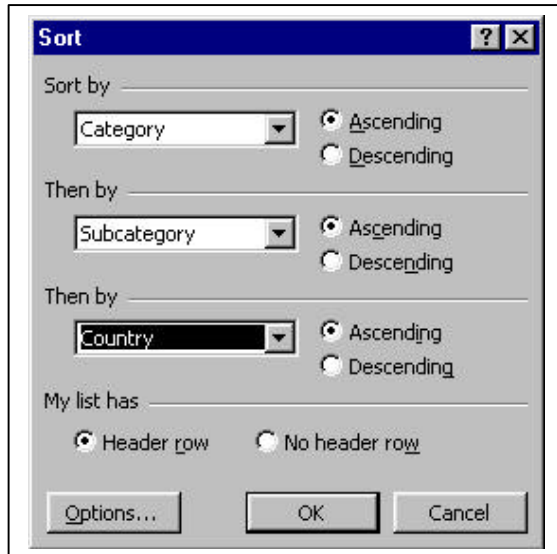 Sort
Sort by
Category
Ascending
Descending
Then by
Subcategory
Ascending
Descending
Then by
Country
Ascending
Descending
My list has
Header row No header row
Options... OK Cancel